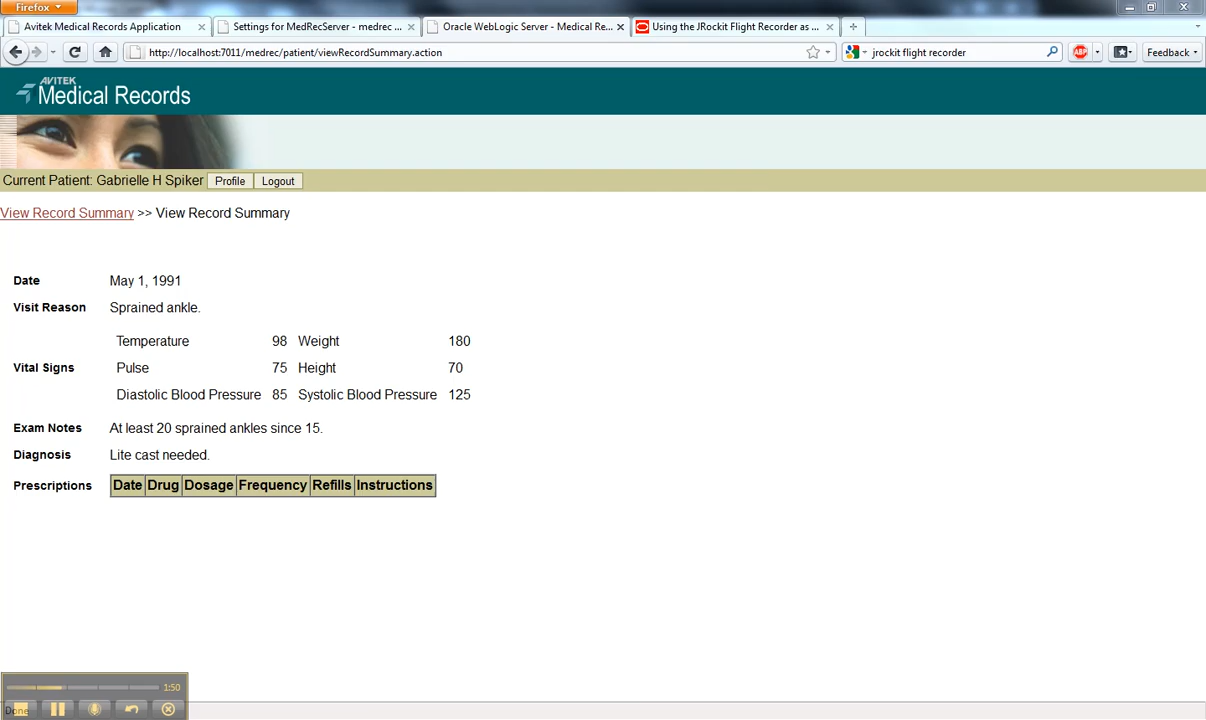 Firefox
Avitek Medical Records Application
Settings for MedRecServer - medrec ...
Oracle WebLogic Server - Medical Re...
Using the JRockit Flight Recorder as ...
http://localhost:7011/medrec/patient/viewRecordSummary.action
jrockit flight recorder
ABP
Feedback
AVITEK
Medical Records
Current Patient: Gabrielle H Spiker Profile Logout
View Record Summary >> View Record Summary
Date May 1, 1991
Visit Reason Sprained ankle.
Temperature 98 Weight 180
Vital Signs Pulse 75 Height 70
Diastolic Blood Pressure 85 Systolic Blood Pressure 125
Exam Notes At least 20 sprained ankles since 15.
Diagnosis Lite cast needed.
Prescriptions Date Drug Dosage Frequency Refills Instructions
1:50
Done